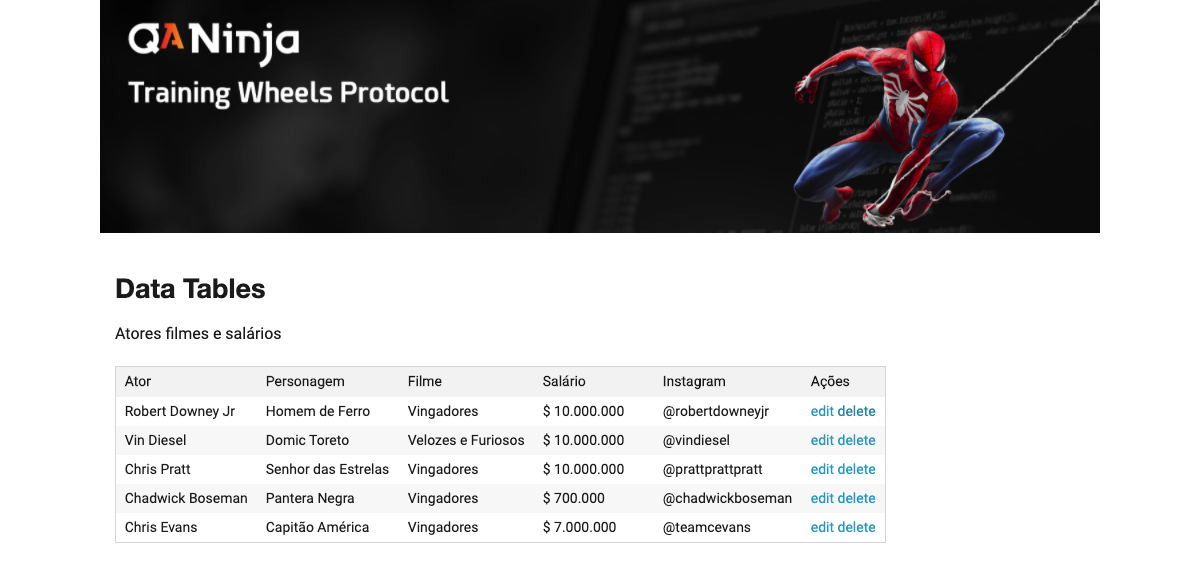 QANinja
Training Wheels Protocol
Data Tables
Atores filmes e salários
Ator Personagem Filme Salário Instagram Ações
Robert Downey Jr Homem de Ferro Vingadores $ 10.000.000 @robertdowneyjr edit delete
Vin Diesel Domic Toreto Velozes e Furiosos $ 10.000.000 @vindiesel edit delete
Chris Pratt Senhor das Estrelas Vingadores $ 10.000.000 @prattprattpratt edit delete
Chadwick Boseman Pantera Negra Vingadores $ 700.000 @chadwickboseman edit delete
Chris Evans Capitão América Vingadores $ 7.000.000 @teamcevans edit delete